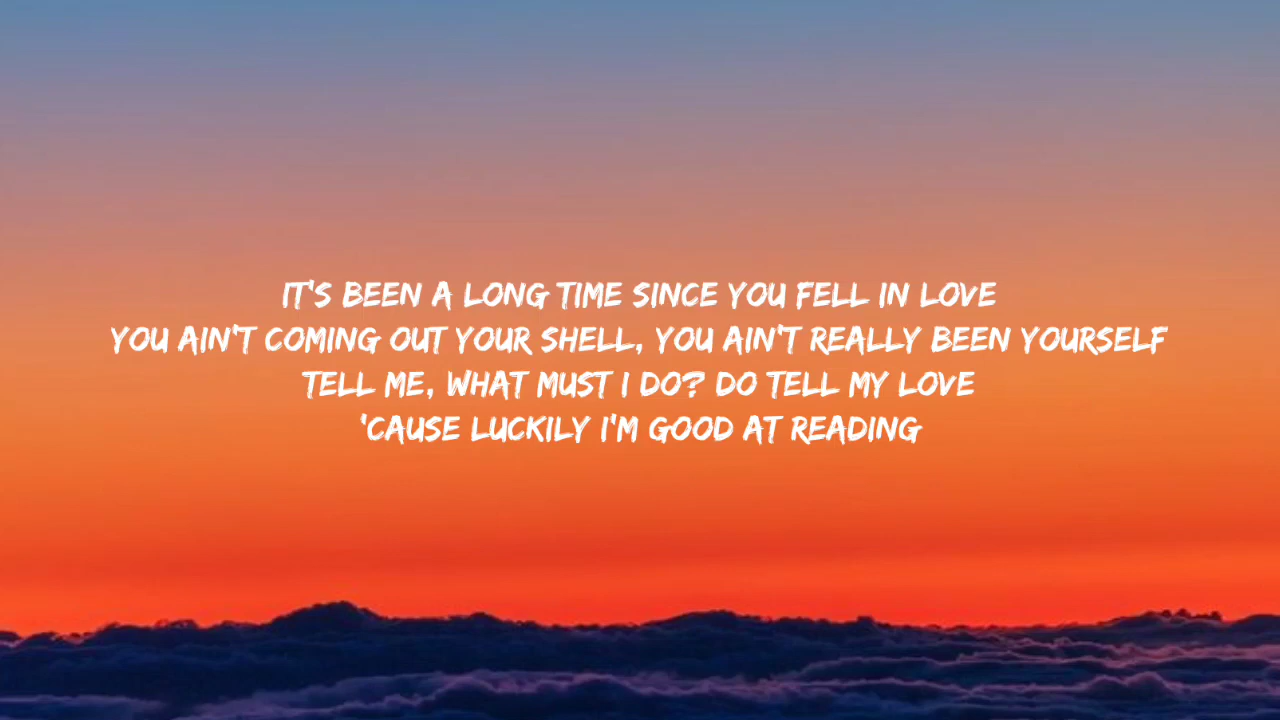 IT'S BEEN A LONG TIME SINCE YOU FELL IN LOVE
YOU AIN'T COMING OUT YOUR SHELL, YOU AIN'T REALLY BEEN YOURSELF
TELL ME, WHAT MUST I DO? DO TELL MY LOVE
'CAUSE LUCKILY I'M GOOD AT READING